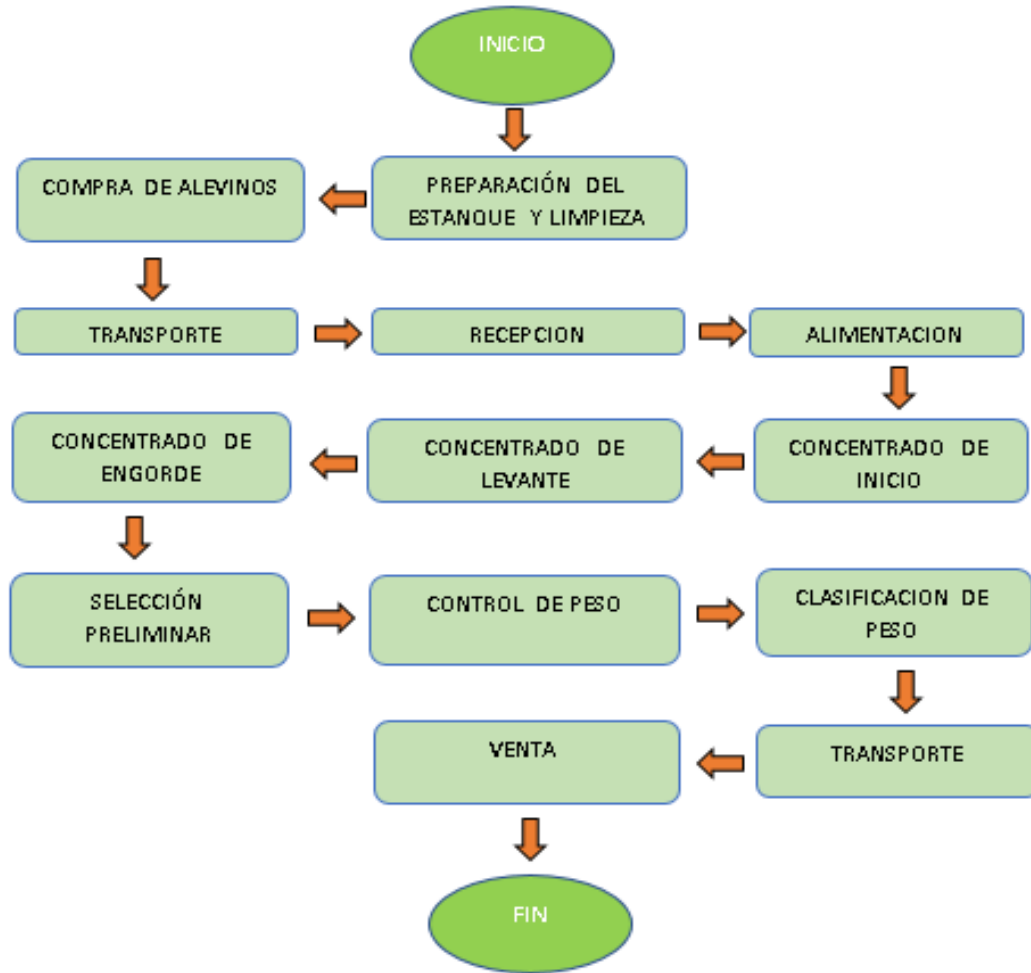 INICIO
COMPRA DE ALEVINOS
PREPARACIÓN DEL
ESTANQUE Y LIMPIEZA
TRANSPORTE
RECEPCION
ALIMENTACION
CONCENTRADO DE
ENGORDE
CONCENTRADO DE
LEVANTE
CONCENTRADO DE
INICIO
SELECCIÓN
PRELIMINAR
CONTROL DE PESO
CLASIFICACION DE
PESO
VENTA
TRANSPORTE
FIN